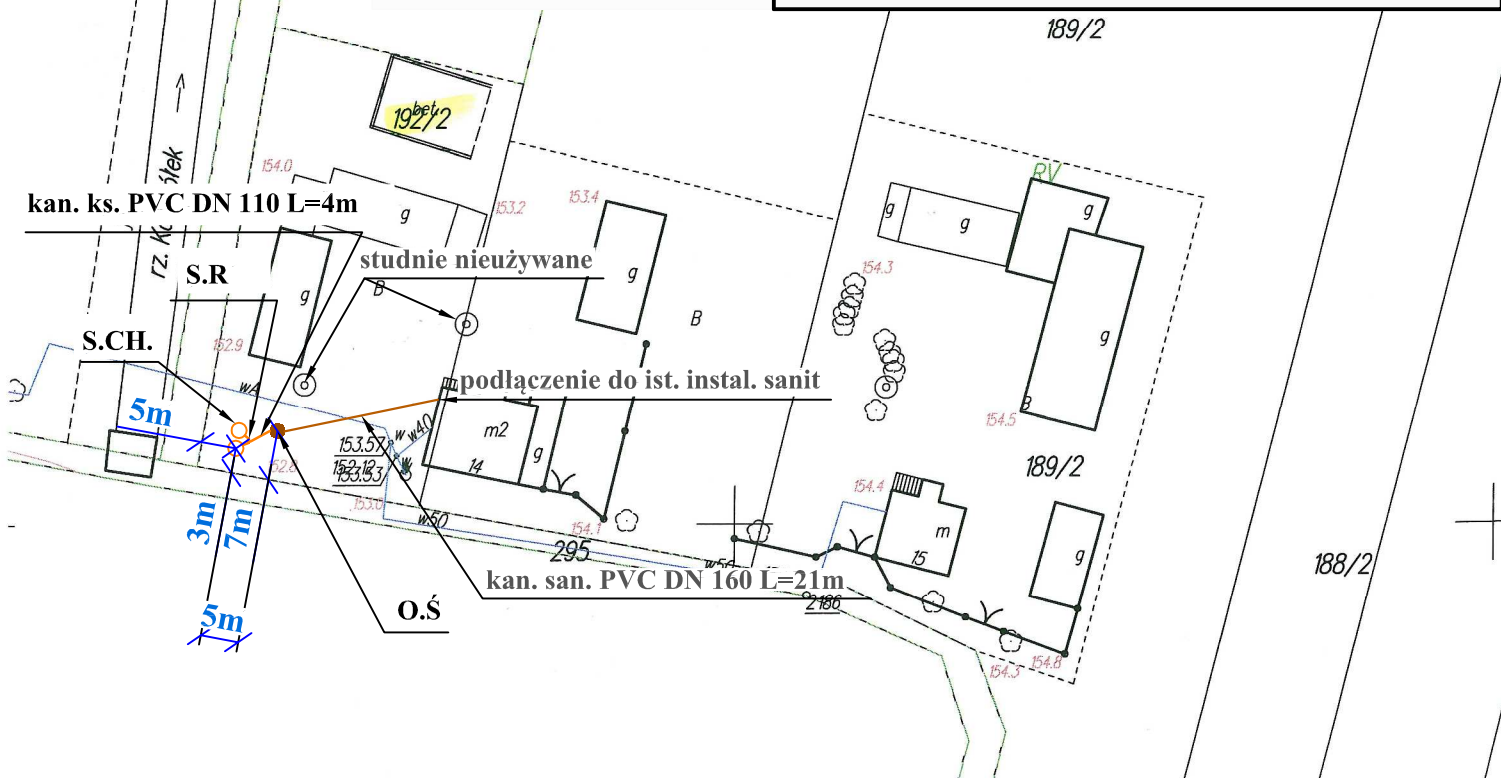 189/2
bet.
192/2
154.0
RV
g
153.2
153.4
g
g
g
kan. ks. PVC DN 110 L=4m
rz.
studnie nieużywane
154.3
S.R
g
g
B
B
g
S.CH.
152.9
wA
podłączenie do ist. instal. sanit
B
5m
154.5
m2
w
w40
153.57
14
g
189/2
153.53
154.4
153.0
w50
154.1
3m
7m
m
295
15
g
188/2
kan. san. PVC DN 160 L=21m
2186
O.Ś
5m
154.3
154.8